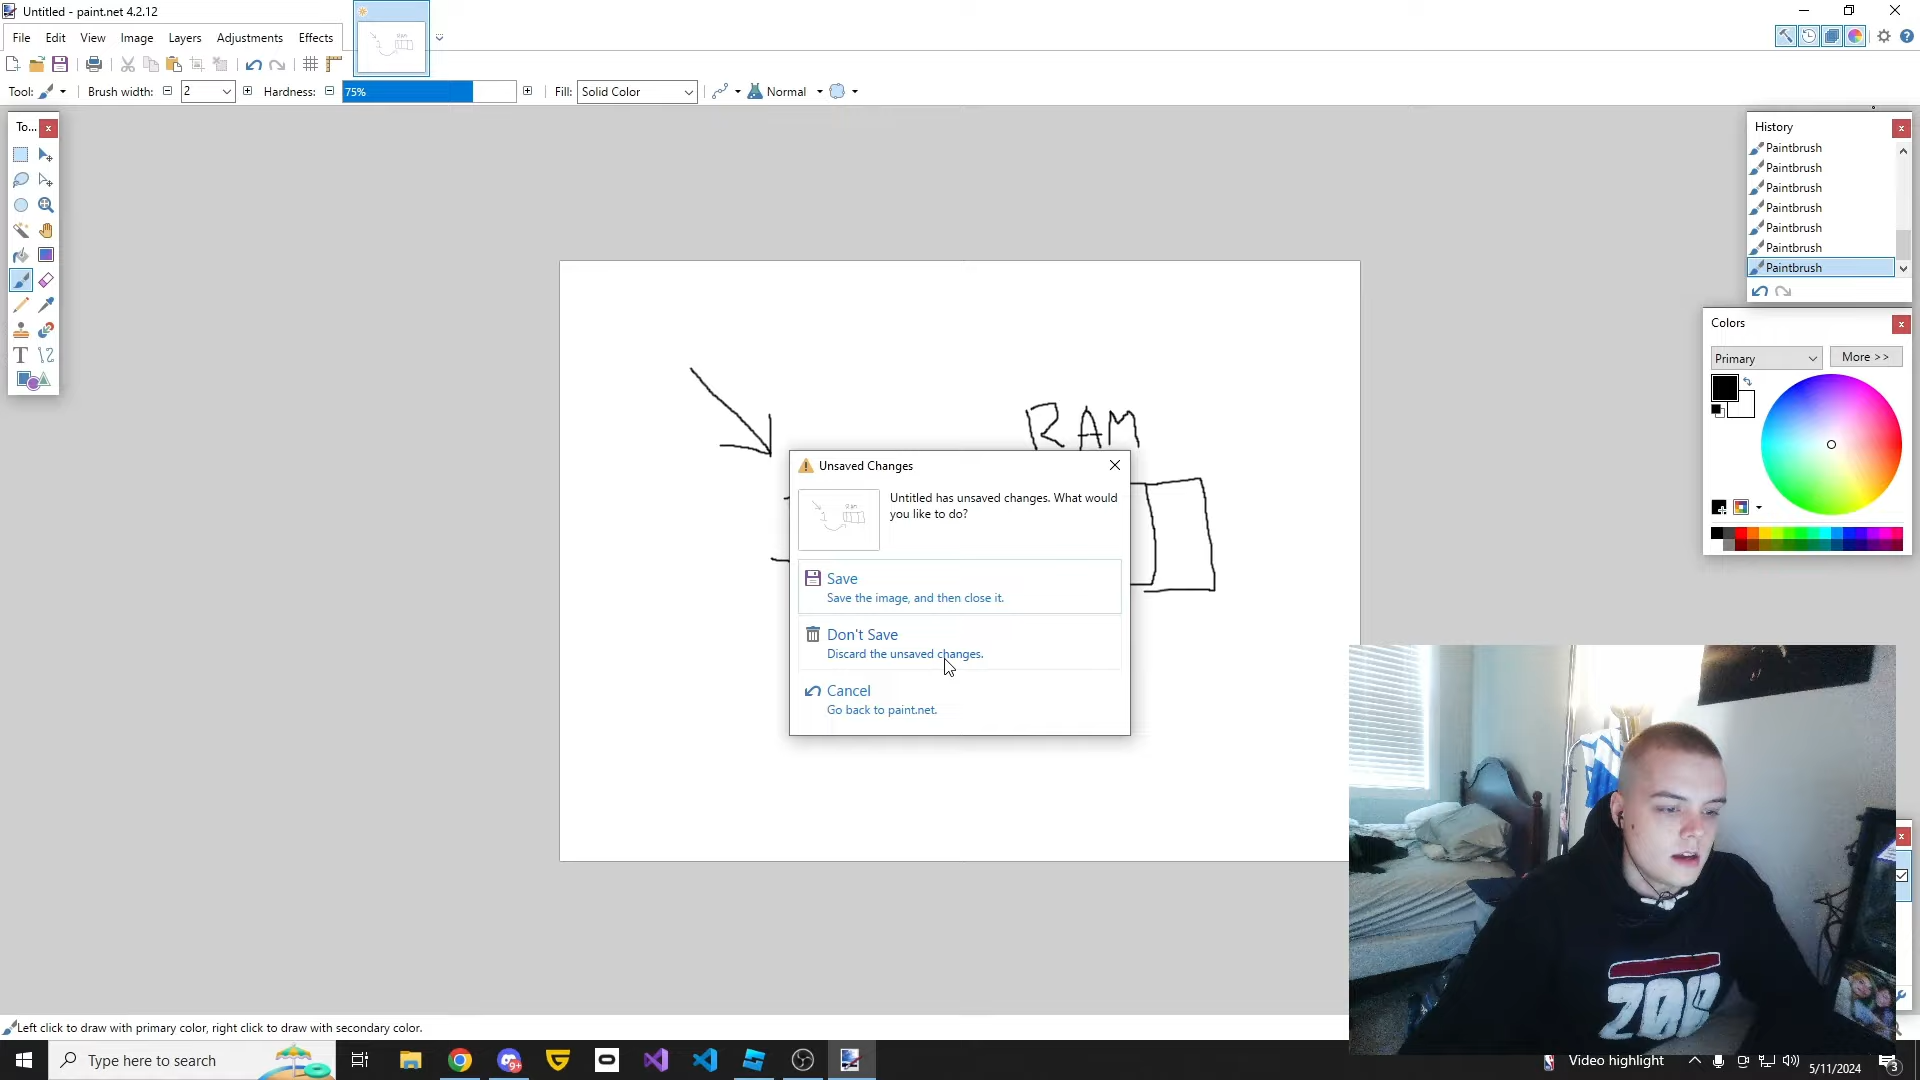 Untitled - paint.net 4.2.12
File Edit View Image Layers Adjustments Effects
Tool: Brush width: 2 Hardness: 75% Fill: Solid Color Normal
To...
History
Paintbrush
Paintbrush
Paintbrush
Paintbrush
Paintbrush
Paintbrush
Paintbrush
Colors
Primary More >>
RAM
Unsaved Changes
Untitled has unsaved changes. What would
you like to do?
Save
Save the image, and then close it.
Don't Save
Discard the unsaved changes.
Cancel
Go back to paint.net.
Left click to draw with primary color, right click to draw with secondary color.
Type here to search
9+
Video highlight
5/11/2024
3